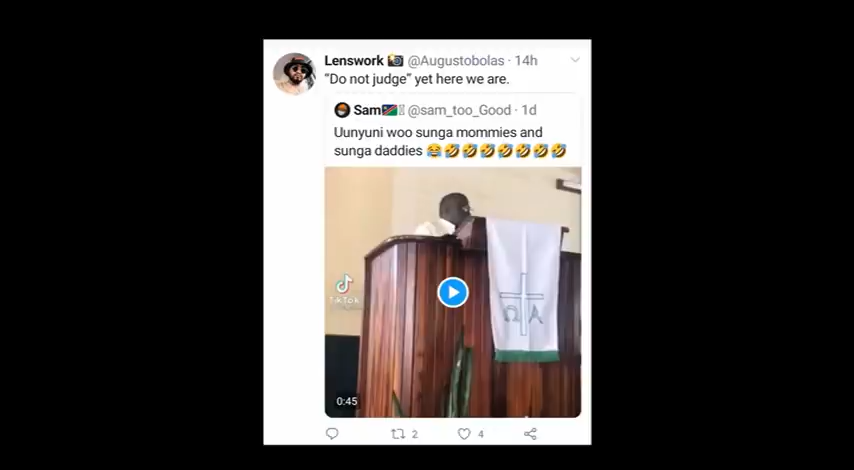 Lenswork 📸 @Augustobolas · 14h
“Do not judge” yet here we are.
Sam🇳🇦 @sam_too_Good · 1d
Uunyuni woo sunga mommies and
sunga daddies 😂🤣🤣🤣🤣🤣🤣🤣
TikTok
Ω A
0:45
2 4